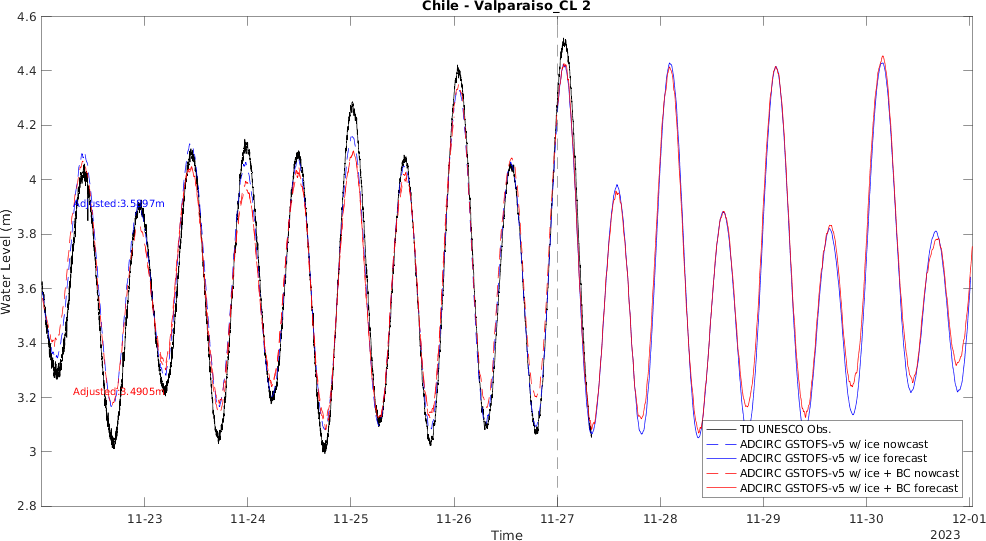 Chile - Valparaiso_CL 2
4.6
4.4
4.2
4
3.8
3.6
3.4
3.2
3
2.8
Water Level (m)
Adjusted:3.4905m
TD UNESCO Obs.
ADCIRC GSTOFS-v5 w/ ice nowcast
ADCIRC GSTOFS-v5 w/ ice forecast
ADCIRC GSTOFS-v5 w/ ice + BC nowcast
ADCIRC GSTOFS-v5 w/ ice + BC forecast
11-23
11-24
11-25
11-26
11-27
11-28
11-29
11-30
12-01
Time
2023